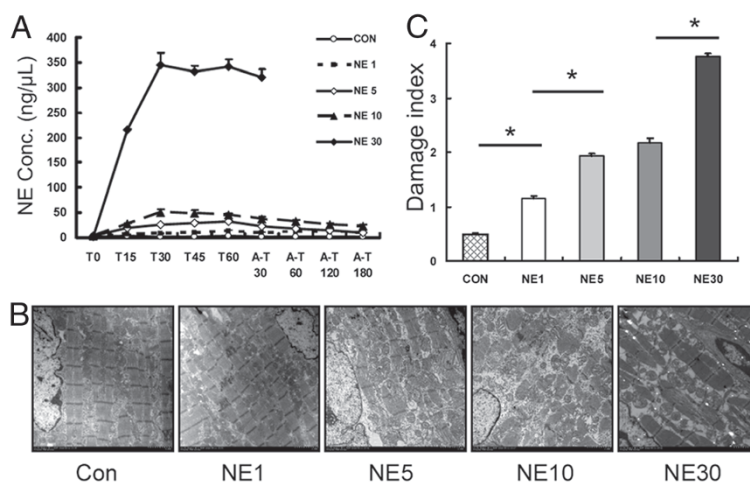 A
NE Conc. (ng/µL)
400
350
300
250
200
150
100
50
0
T0 T15 T30 T45 T60 A-T A-T A-T A-T
30 60 120 180
CON
NE 1
NE 5
NE 10
NE 30
C
Damage index
4
3
2
1
0
*
*
*
CON NE1 NE5 NE10 NE30
B
Con NE1 NE5 NE10 NE30